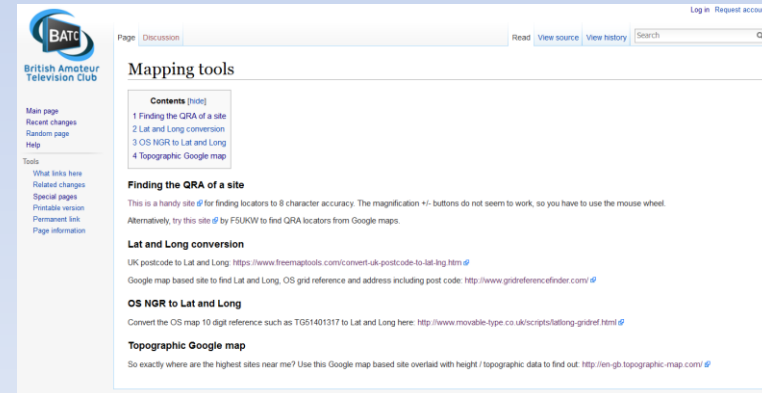 Log in Request accou
BATC
British Amateur
Television Club
Page Discussion
Read View source View history Search
Mapping tools
Main page
Recent changes
Random page
Help
Tools
What links here
Related changes
Special pages
Printable version
Permanent link
Page information
Contents [hide]
1 Finding the QRA of a site
2 Lat and Long conversion
3 OS NGR to Lat and Long
4 Topographic Google map
Finding the QRA of a site
This is a handy site for finding locators to 8 character accuracy. The magnification +/- buttons do not seem to work, so you have to use the mouse wheel.
Alternatively, try this site by F5UKW to find QRA locators from Google maps.
Lat and Long conversion
UK postcode to Lat and Long: https://www.freemaptools.com/convert-uk-postcode-to-lat-lng.htm
Google map based site to find Lat and Long, OS grid reference and address including post code: http://www.gridreferencefinder.com/
OS NGR to Lat and Long
Convert the OS map 10 digit reference such as TG51401317 to Lat and Long here: http://www.movable-type.co.uk/scripts/latlong-gridref.html
Topographic Google map
So exactly where are the highest sites near me? Use this Google map based site overlaid with height / topographic data to find out: http://en-gb.topographic-map.com/